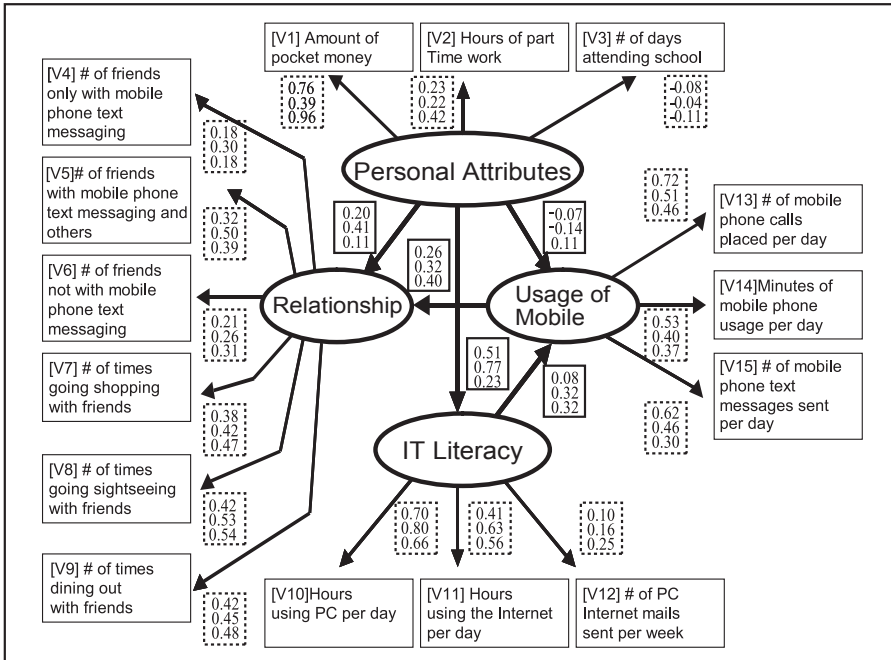 [V1] Amount of
pocket money
[V2] Hours of part
Time work
[V3] # of days
attending school
[V4] # of friends
only with mobile
phone text
messaging
0.76
0.39
0.96
0.23
0.22
0.42
-0.08
-0.04
-0.11
0.18
0.30
0.18
Personal Attributes
[V5]# of friends
with mobile phone
text messaging and
others
0.32
0.50
0.39
0.20
0.41
0.11
-0.07
-0.14
0.11
0.72
0.51
0.46
[V13] # of mobile
phone calls
placed per day
0.26
0.32
0.40
[V6] # of friends
not with mobile
phone text
messaging
Relationship
Usage of
Mobile
[V14]Minutes of
mobile phone
usage per day
0.21
0.26
0.31
0.53
0.40
0.37
[V7] # of times
going shopping
with friends
0.51
0.77
0.23
0.08
0.32
0.32
[V15] # of mobile
phone text
messages sent
per day
0.38
0.42
0.47
0.62
0.46
0.30
IT Literacy
[V8] # of times
going sightseeing
with friends
0.42
0.53
0.54
0.70
0.80
0.66
0.41
0.63
0.56
0.10
0.16
0.25
[V9] # of times
dining out
with friends
0.42
0.45
0.48
[V10]Hours
using PC per day
[V11] Hours
using the Internet
per day
[V12] # of PC
Internet mails
sent per week